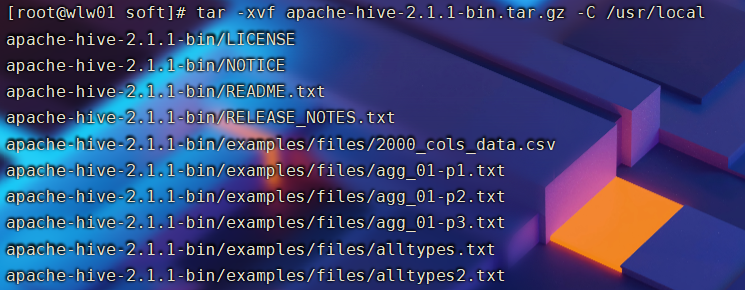 [root@wlw01 soft]# tar -xvf apache-hive-2.1.1-bin.tar.gz -C /usr/local
apache-hive-2.1.1-bin/LICENSE
apache-hive-2.1.1-bin/NOTICE
apache-hive-2.1.1-bin/README.txt
apache-hive-2.1.1-bin/RELEASE_NOTES.txt
apache-hive-2.1.1-bin/examples/files/2000_cols_data.csv
apache-hive-2.1.1-bin/examples/files/agg_01-p1.txt
apache-hive-2.1.1-bin/examples/files/agg_01-p2.txt
apache-hive-2.1.1-bin/examples/files/agg_01-p3.txt
apache-hive-2.1.1-bin/examples/files/alltypes.txt
apache-hive-2.1.1-bin/examples/files/alltypes2.txt